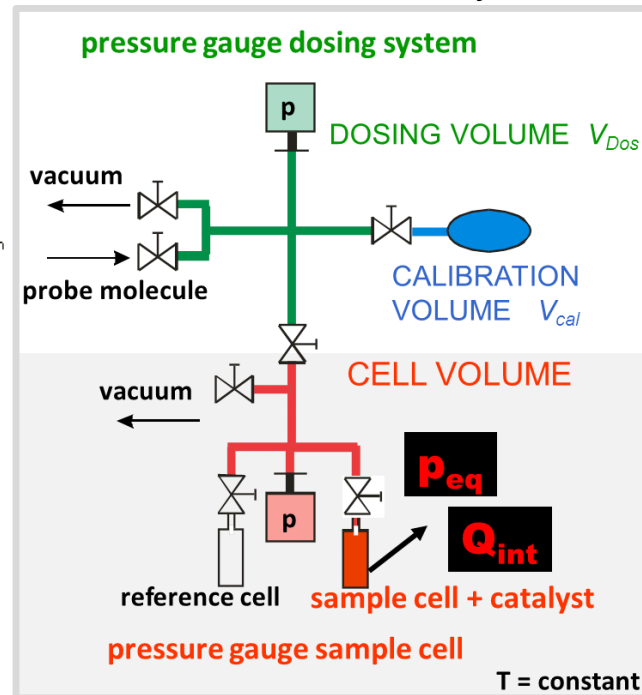 pressure gauge dosing system
p
DOSING VOLUME V_Dos
vacuum
probe molecule
CALIBRATION
VOLUME V_cal
CELL VOLUME
vacuum
p_eq
p
Q_int
reference cell
sample cell + catalyst
pressure gauge sample cell
T = constant